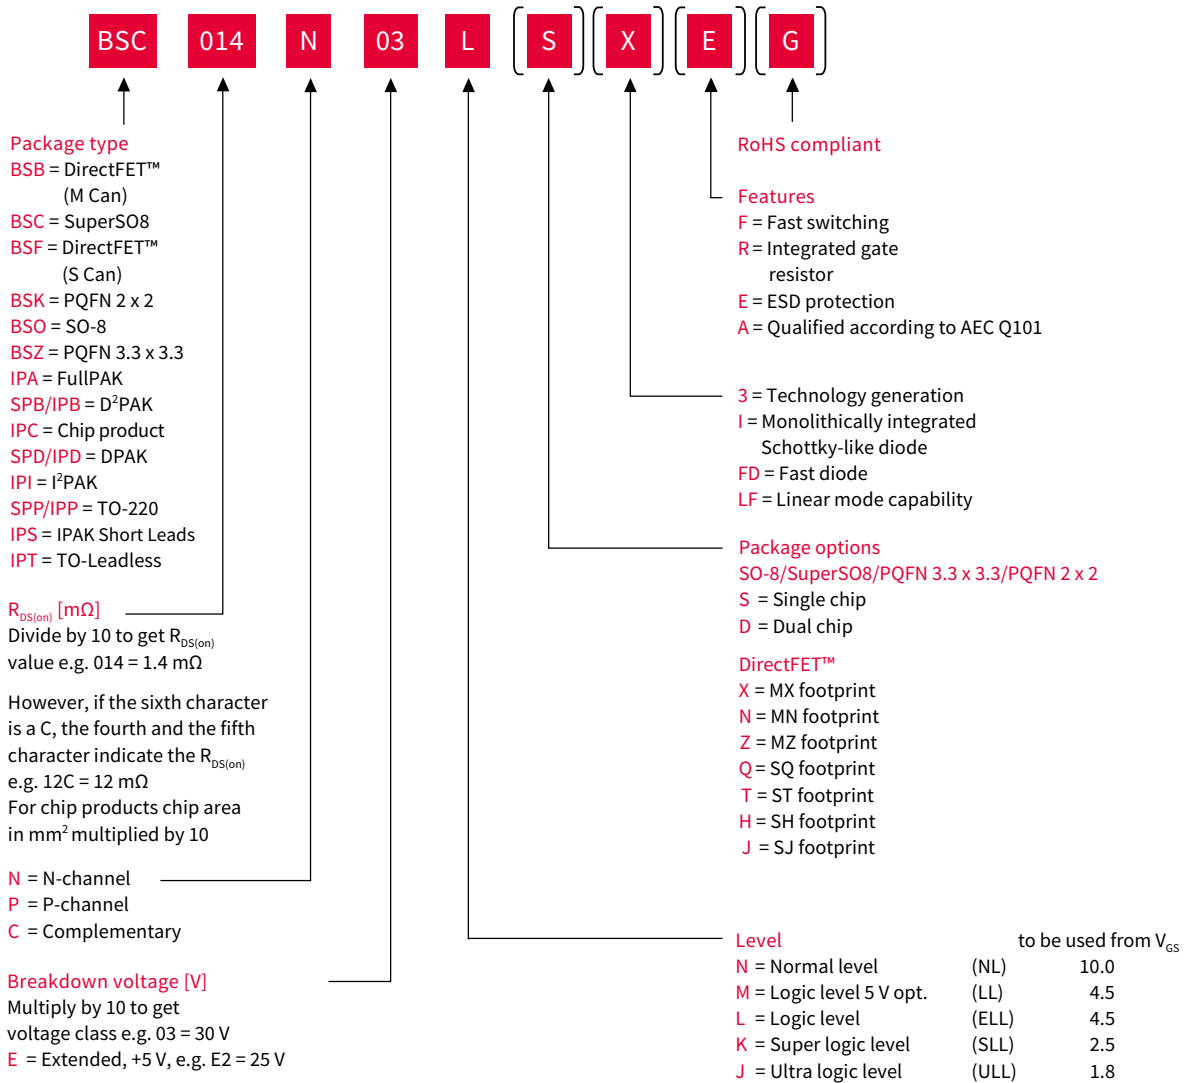 BSC 014 N 03 L S X E G
Package type
BSB = DirectFET™
(M Can)
BSC = SuperSO8
BSF = DirectFET™
(S Can)
BSK = PQFN 2 x 2
BSO = SO-8
BSZ = PQFN 3.3 x 3.3
IPA = FullPAK
SPB/IPB = D²PAK
IPC = Chip product
SPD/IPD = DPAK
IPI = I²PAK
SPP/IPP = TO-220
IPS = IPAK Short Leads
IPT = TO-Leadless
RDS(on) [mΩ]
Divide by 10 to get RDS(on)
value e.g. 014 = 1.4 mΩ
However, if the sixth character
is a C, the fourth and the fifth
character indicate the RDS(on)
e.g. 12C = 12 mΩ
For chip products chip area
in mm² multiplied by 10
N = N-channel
P = P-channel
C = Complementary
Breakdown voltage [V]
Multiply by 10 to get
voltage class e.g. 03 = 30 V
E = Extended, +5 V, e.g. E2 = 25 V
RoHS compliant
Features
F = Fast switching
R = Integrated gate
resistor
E = ESD protection
A = Qualified according to AEC Q101
3 = Technology generation
I = Monolithically integrated
Schottky-like diode
FD = Fast diode
LF = Linear mode capability
Package options
SO-8/SuperSO8/PQFN 3.3 x 3.3/PQFN 2 x 2
S = Single chip
D = Dual chip
DirectFET™
X = MX footprint
N = MN footprint
Z = MZ footprint
Q = SQ footprint
T = ST footprint
H = SH footprint
J = SJ footprint
Level to be used from VGS
N = Normal level (NL) 10.0
M = Logic level 5 V opt. (LL) 4.5
L = Logic level (ELL) 4.5
K = Super logic level (SLL) 2.5
J = Ultra logic level (ULL) 1.8